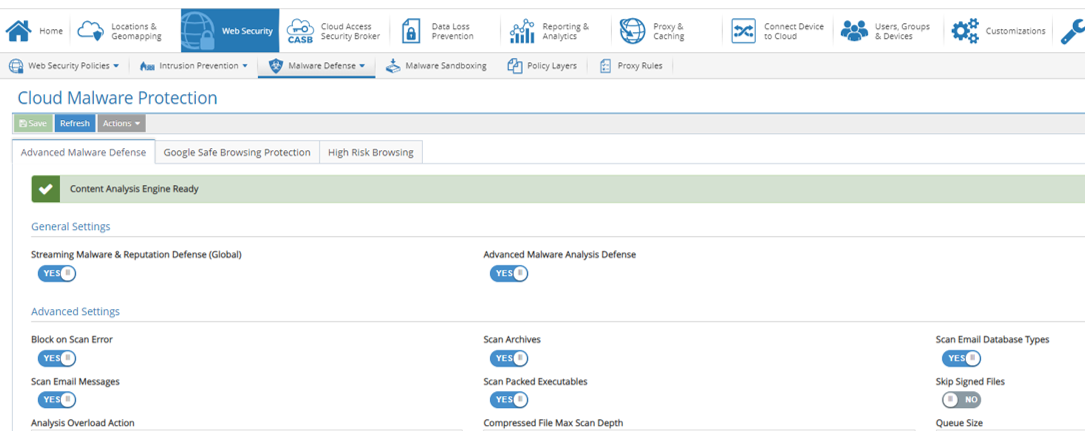 Home
Locations & Geomapping
Web Security
CASB
Cloud Access Security Broker
Data Loss Prevention
Reporting & Analytics
Proxy & Caching
Connect Device to Cloud
Users, Groups & Devices
Customizations
Web Security Policies
Intrusion Prevention
Malware Defense
Malware Sandboxing
Policy Layers
Proxy Rules
Cloud Malware Protection
Save Refresh Actions
Advanced Malware Defense Google Safe Browsing Protection High Risk Browsing
Content Analysis Engine Ready
General Settings
Streaming Malware & Reputation Defense (Global) Advanced Malware Analysis Defense
YES YES
Advanced Settings
Block on Scan Error Scan Archives Scan Email Database Types
YES YES YES
Scan Email Messages Scan Packed Executables Skip Signed Files
YES YES NO
Analysis Overload Action Compressed File Max Scan Depth Queue Size